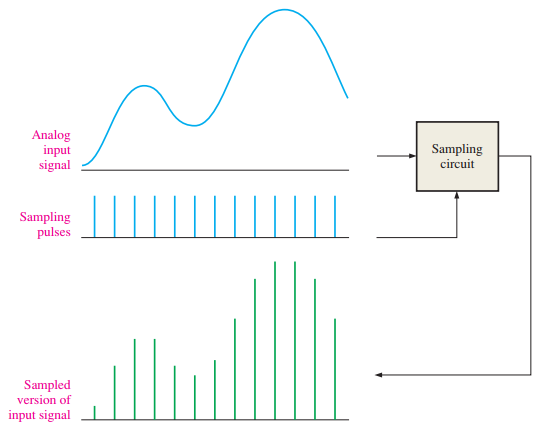 Analog
input
signal
Sampling
circuit
Sampling
pulses
Sampled
version of
input signal